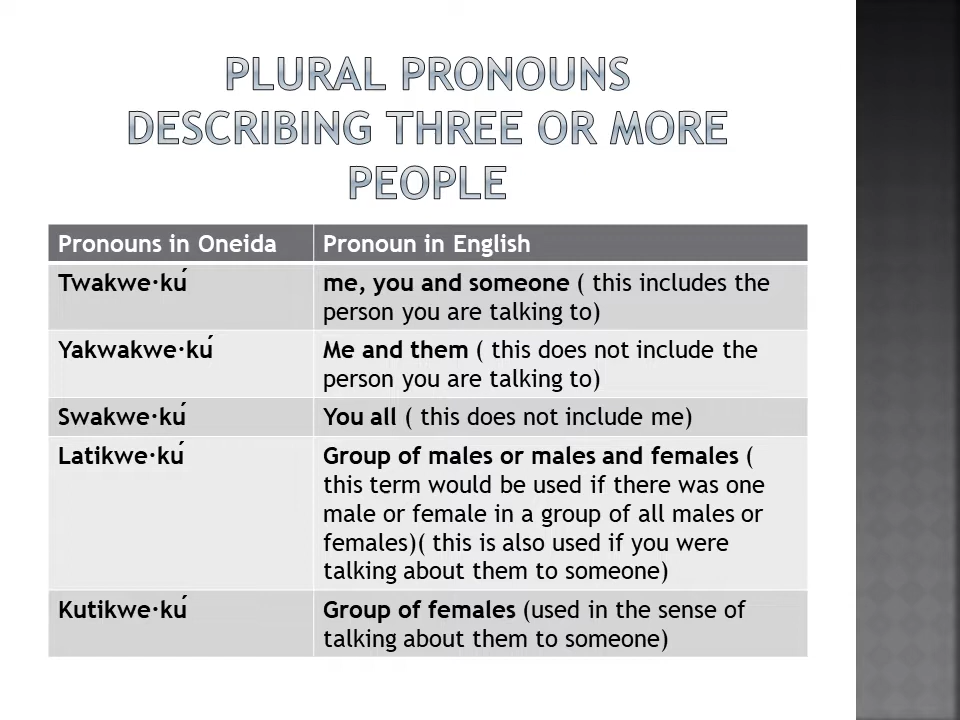 PLURAL PRONOUNS
DESCRIBING THREE OR MORE
PEOPLE
Pronouns in Oneida
Pronoun in English
Twakwe·kú
me, you and someone ( this includes the
person you are talking to)
Yakwakwe·kú
Me and them ( this does not include the
person you are talking to)
Swakwe·kú
You all ( this does not include me)
Latikwe·kú
Group of males or males and females (
this term would be used if there was one
male or female in a group of all males or
females)( this is also used if you were
talking about them to someone)
Kutikwe·kú
Group of females (used in the sense of
talking about them to someone)